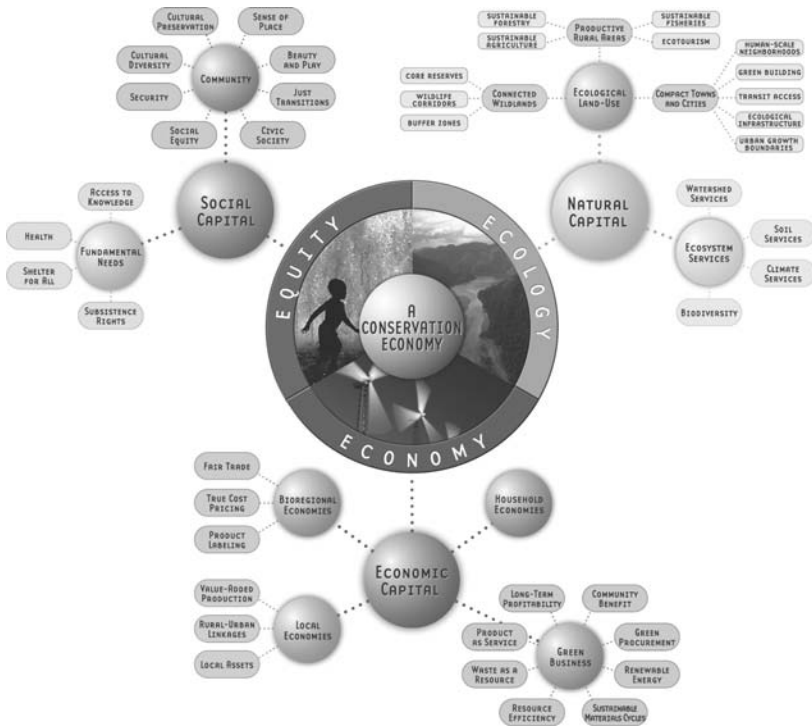 CULTURAL
PRESERVATION
SENSE OF
PLACE
CULTURAL
DIVERSITY
COMMUNITY
BEAUTY
AND PLAY
SECURITY
JUST
TRANSITIONS
SOCIAL
EQUITY
CIVIC
SOCIETY
SOCIAL
CAPITAL
ACCESS TO
KNOWLEDGE
HEALTH
FUNDAMENTAL
NEEDS
SHELTER
FOR ALL
SUBSISTENCE
RIGHTS
SUSTAINABLE
FORESTRY
PRODUCTIVE
RURAL AREAS
SUSTAINABLE
FISHERIES
SUSTAINABLE
AGRICULTURE
ECOTOURISM
CORE RESERVES
WILDLIFE
CORRIDORS
BUFFER ZONES
CONNECTED
WILDLANDS
ECOLOGICAL
LAND-USE
COMPACT TOWNS
AND CITIES
HUMAN-SCALE
NEIGHBORHOODS
GREEN BUILDING
TRANSIT ACCESS
ECOLOGICAL
INFRASTRUCTURE
URBAN GROWTH
BOUNDARIES
NATURAL
CAPITAL
WATERSHED
SERVICES
SOIL
SERVICES
ECOSYSTEM
SERVICES
CLIMATE
SERVICES
BIODIVERSITY
EQUITY
ECOLOGY
A
CONSERVATION
ECONOMY
ECONOMY
FAIR TRADE
TRUE COST
PRICING
PRODUCT
LABELING
BIOREGIONAL
ECONOMIES
HOUSEHOLD
ECONOMIES
ECONOMIC
CAPITAL
VALUE-ADDED
PRODUCTION
RURAL-URBAN
LINKAGES
LOCAL ASSETS
LOCAL
ECONOMIES
LONG-TERM
PROFITABILITY
COMMUNITY
BENEFIT
PRODUCT
AS SERVICE
GREEN
PROCUREMENT
GREEN
BUSINESS
WASTE AS A
RESOURCE
RENEWABLE
ENERGY
RESOURCE
EFFICIENCY
SUSTAINABLE
MATERIALS CYCLES